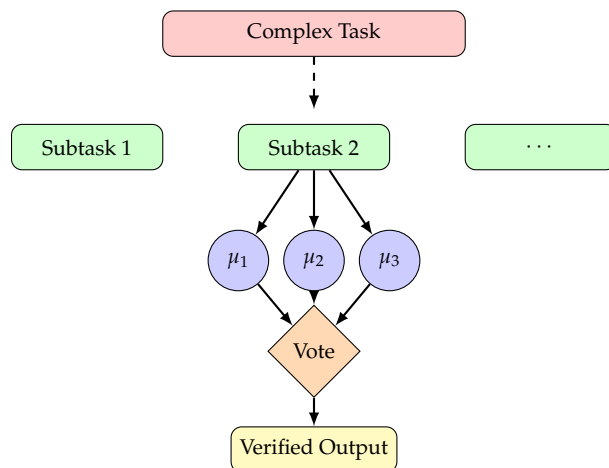 Complex Task
Subtask 1
Subtask 2
· · ·
μ1
μ2
μ3
Vote
Verified Output